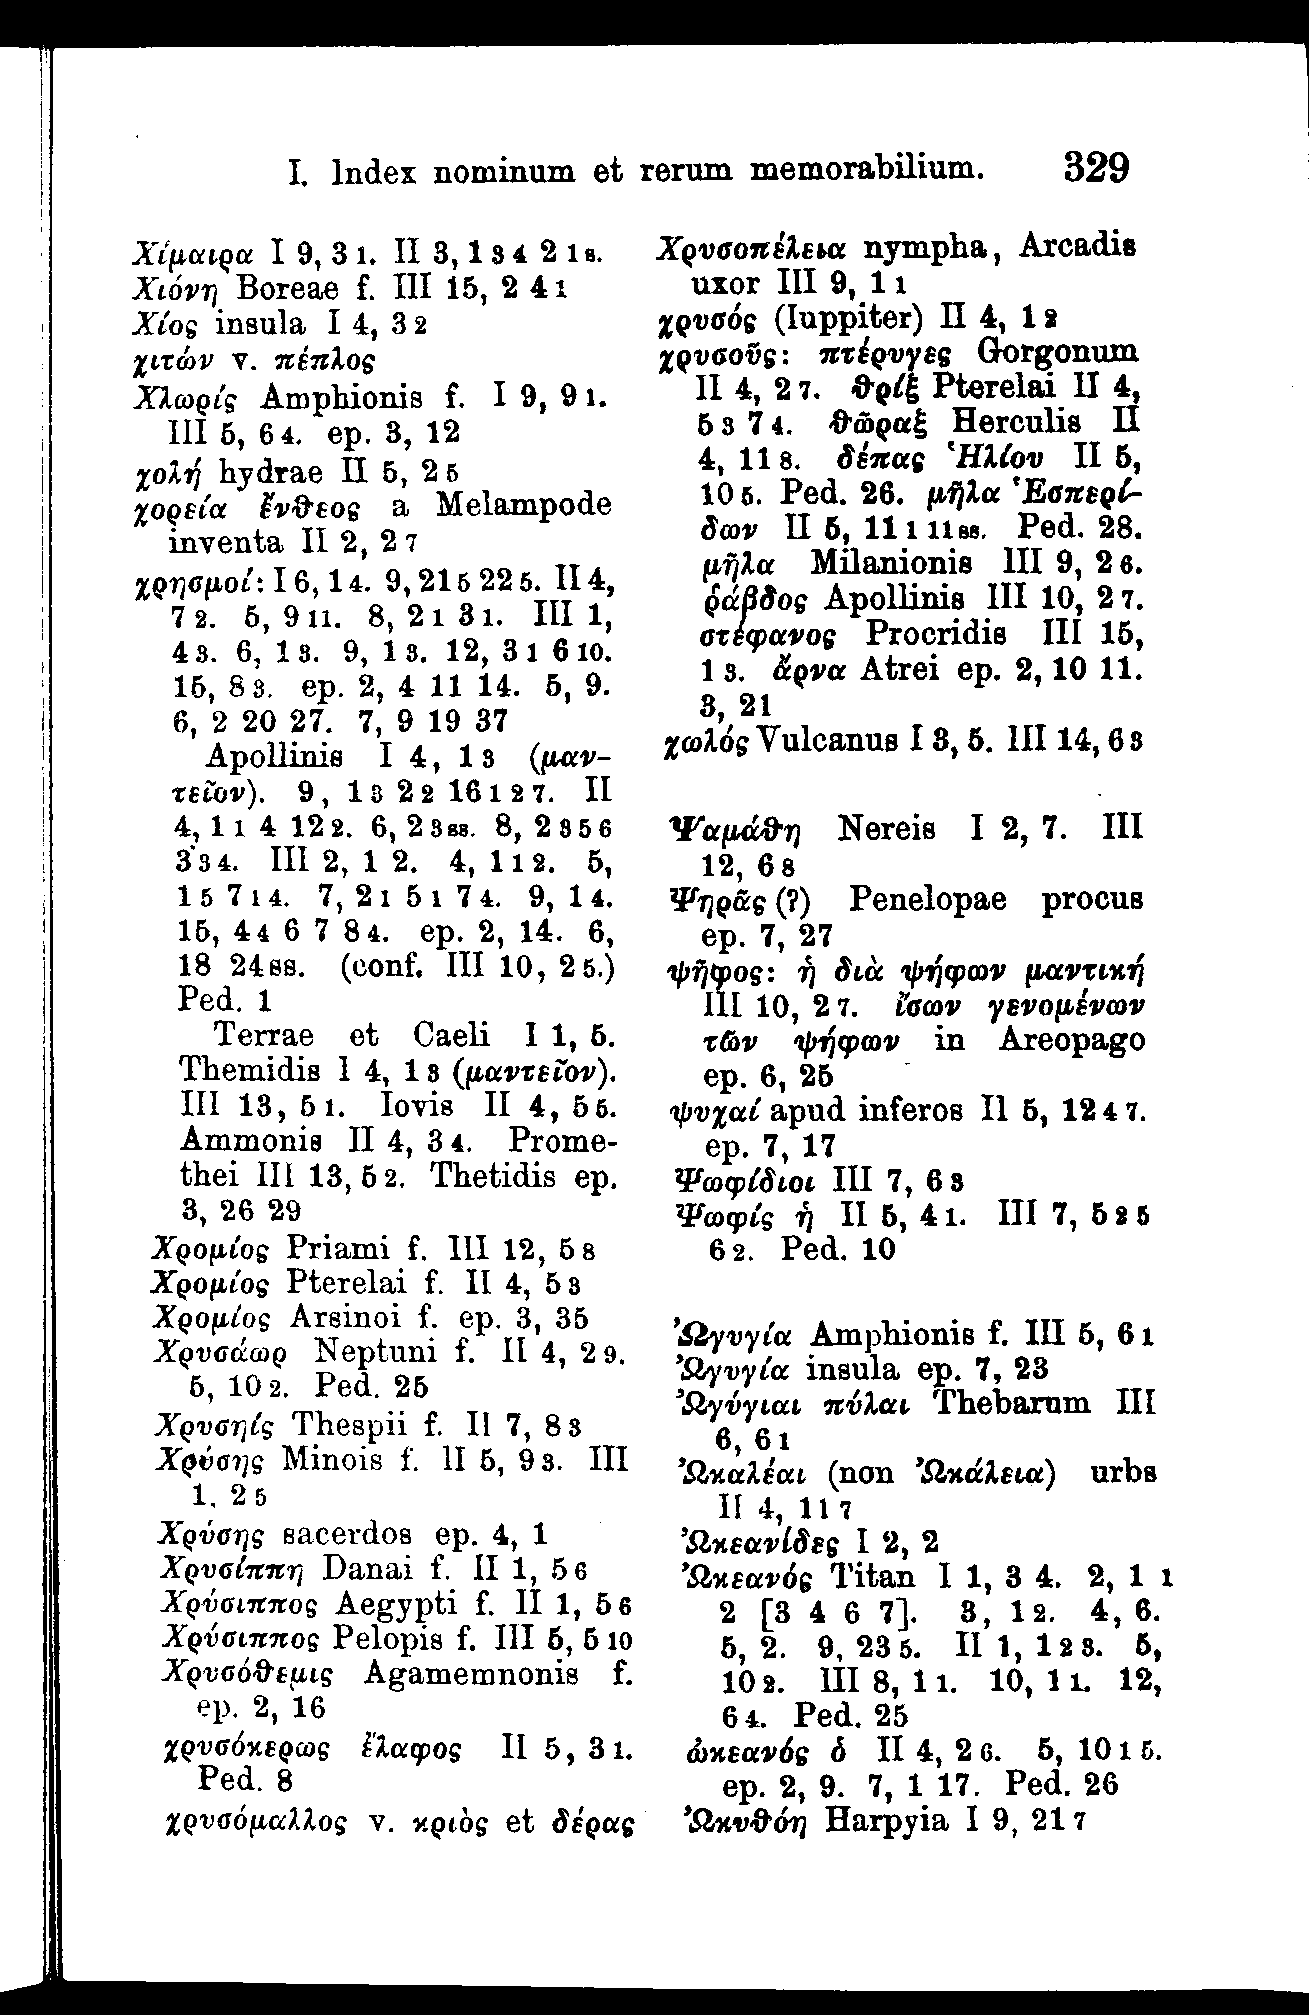 I. Index nominum et rerum memorabilium. 329
Χίμαιρα I 9, 3 1. II 3, 1 3 4 2 1 s.
Χιόνη Boreae f. III 15, 2 4 1
Χίος insula I 4, 3 2
χιτών v. πέπλος
Χλωρίς Amphionis f. I 9, 9 1.
III 5, 6 4. ep. 3, 12
χολή hydrae II 5, 2 5
χορεία ἔνθεος a Melampode
inventa II 2, 2 7
χρησμοί: I 6, 1 4. 9, 21 5 22 5. II 4,
7 2. 5, 9 11. 8, 2 1 3 1. III 1,
4 3. 6, 1 3. 9, 1 3. 12, 3 1 6 10.
15, 8 3. ep. 2, 4 11 14. 5, 9.
6, 2 20 27. 7, 9 19 37
Apollinis I 4, 1 3 (μαν-
τεῖον). 9, 1 3 2 2 16 1 2 7. II
4, 1 1 4 12 2. 6, 2 3 ss. 8, 2 3 5 6
3 3 4. III 2, 1 2. 4, 1 1 2. 5,
1 5 7 1 4. 7, 2 1 5 1 7 4. 9, 1 4.
15, 4 4 6 7 8 4. ep. 2, 14. 6,
18 24 ss. (conf. III 10, 2 5.)
Ped. 1
Terrae et Caeli I 1, 5.
Themidis I 4, 1 3 (μαντεῖον).
III 13, 5 1. Iovis II 4, 5 5.
Ammonis II 4, 3 4. Prome-
thei III 13, 5 2. Thetidis ep.
3, 26 29
Χρομίος Priami f. III 12, 5 8
Χρομίος Pterelai f. II 4, 5 3
Χρομίος Arsinoi f. ep. 3, 35
Χρυσάωρ Neptuni f. II 4, 2 9.
5, 10 2. Ped. 25
Χρυσηίς Thespii f. II 7, 8 3
Χρύσης Minois f. II 5, 9 3. III
1, 2 5
Χρύσης sacerdos ep. 4, 1
Χρυσίππη Danai f. II 1, 5 6
Χρύσιππος Aegypti f. II 1, 5 6
Χρύσιππος Pelopis f. III 5, 5 10
Χρυσόθεμις Agamemnonis f.
ep. 2, 16
χρυσόκερως ἔλαφος II 5, 3 1.
Ped. 8
χρυσόμαλλος v. κριὸς et δέρας
Χρυσοπέλεια nympha, Arcadis
uxor III 9, 1 1
χρυσός (Iuppiter) II 4, 1 2
χρυσοῦς: πτέρυγες Gorgonum
II 4, 2 7. θρίξ Pterelai II 4,
5 3 7 4. θῶραξ Herculis II
4, 11 8. δέπας Ἡλίου II 5,
10 5. Ped. 26. μῆλα Ἑσπερί-
δων II 5, 11 1 11 ss. Ped. 28.
μῆλα Milanionis III 9, 2 6.
ῥάβδος Apollinis III 10, 2 7.
στέφανος Procridis III 15,
1 3. ἄρνα Atrei ep. 2, 10 11.
3, 21
χωλός Vulcanus I 3, 5. III 14, 6 3
Ψαμάθη Nereis I 2, 7. III
12, 6 8
Ψηρᾶς (?) Penelopae procus
ep. 7, 27
ψῆφος: ἡ διὰ ψήφων μαντική
III 10, 2 7. ἴσων γενομένων
τῶν ψήφων in Areopago
ep. 6, 25
ψυχαί apud inferos II 5, 12 4 7.
ep. 7, 17
Ψωφίδιοι III 7, 6 3
Ψωφίς ἡ II 5, 4 1. III 7, 5 2 5
6 2. Ped. 10
Ὠγυγία Amphionis f. III 5, 6 1
Ὠγυγία insula ep. 7, 23
Ὠγύγιαι πύλαι Thebarum III
6, 6 1
Ὠκαλέαι (non Ὠκάλεια) urbs
II 4, 11 7
Ὠκεανίδες I 2, 2
Ὠκεανός Titan I 1, 3 4. 2, 1 1
2 [3 4 6 7]. 3, 1 2. 4, 6.
5, 2. 9, 23 5. II 1, 1 2 3. 5,
10 2. III 8, 1 1. 10, 1 1. 12,
6 4. Ped. 25
ὠκεανός ὁ II 4, 2 6. 5, 10 1 5.
ep. 2, 9. 7, 1 17. Ped. 26
Ὠκυθόη Harpyia I 9, 21 7